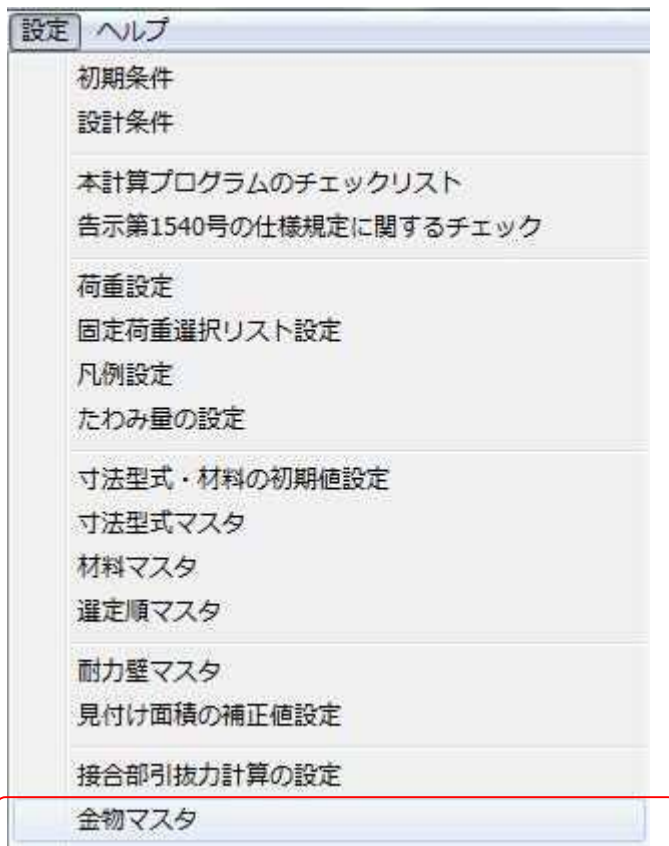 設定 ヘルプ
初期条件
設計条件
本計算プログラムのチェックリスト
告示第1540号の仕様規定に関するチェック
荷重設定
固定荷重選択リスト設定
凡例設定
たわみ量の設定
寸法型式・材料の初期値設定
寸法型式マスタ
材料マスタ
選定順マスタ
耐力壁マスタ
見付け面積の補正値設定
接合部引抜力計算の設定
金物マスタ